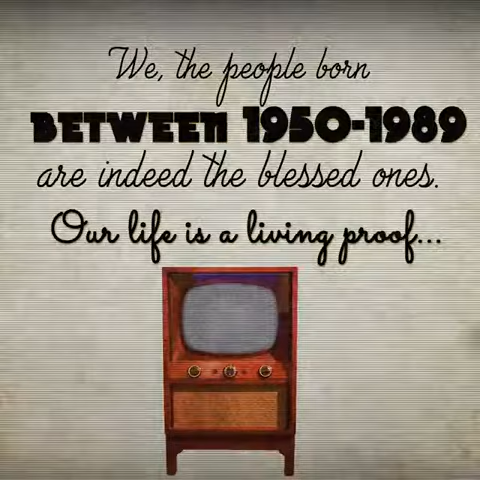 We, the people born
BETWEEN 1950-1989
are indeed the blessed ones.
Our life is a living proof...